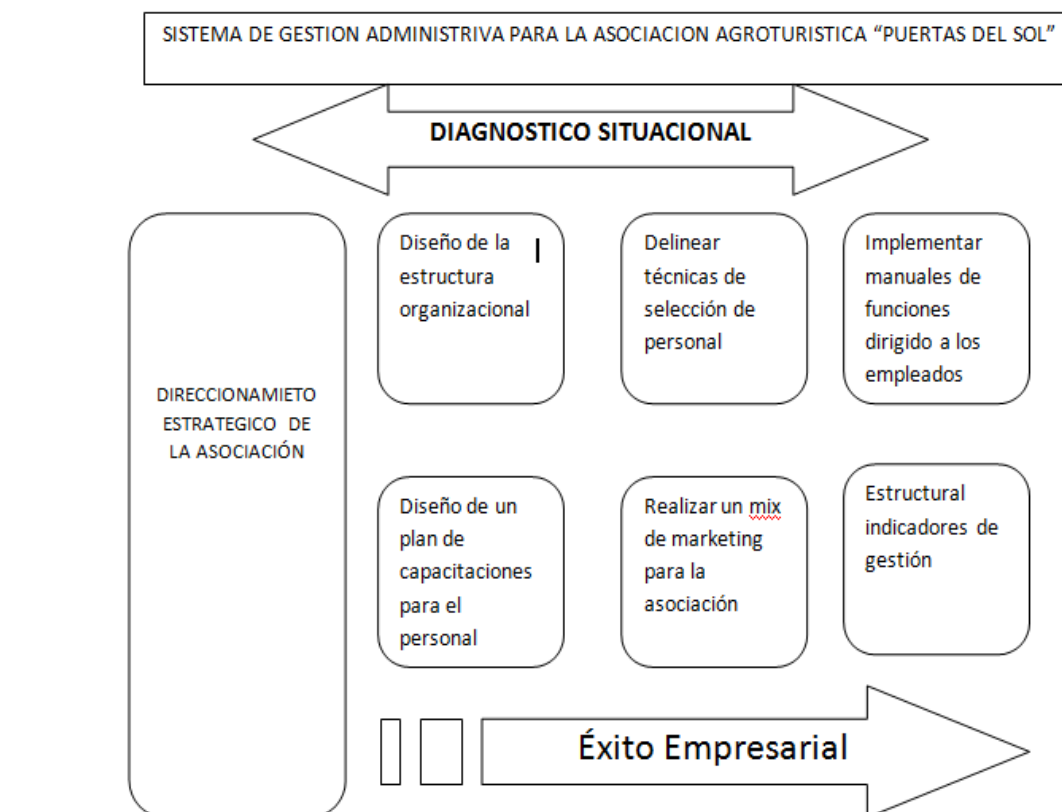 SISTEMA DE GESTION ADMINISTRIVA PARA LA ASOCIACION AGROTURISTICA “PUERTAS DEL SOL”
DIAGNOSTICO SITUACIONAL
DIRECCIONAMIETO
ESTRATEGICO DE
LA ASOCIACIÓN
Diseño de la
estructura
organizacional
Delinear
técnicas de
selección de
personal
Implementar
manuales de
funciones
dirigido a los
empleados
Diseño de un
plan de
capacitaciones
para el
personal
Realizar un mix
de marketing
para la
asociación
Estructural
indicadores de
gestión
Éxito Empresarial